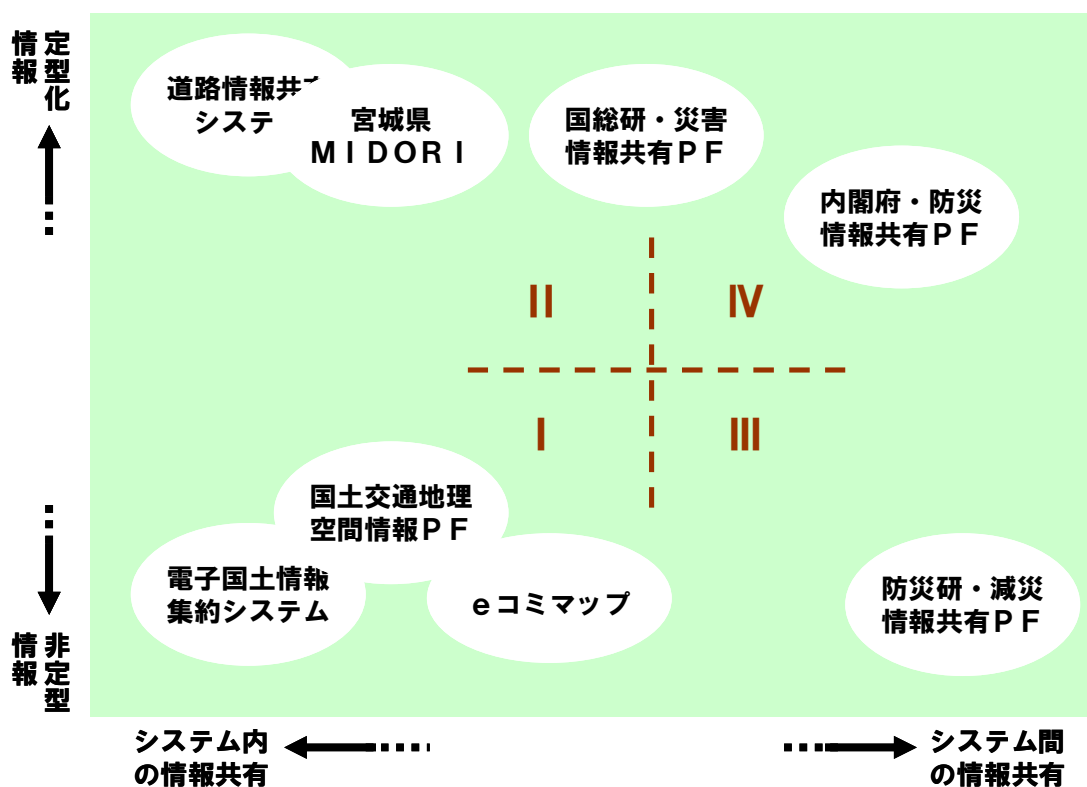 定型化
情報
道路情報共
システ
宮城県
ＭＩＤＯＲＩ
国総研・災害
情報共有ＰＦ
内閣府・防災
情報共有ＰＦ
II
IV
I
III
国土交通地理
空間情報ＰＦ
電子国土情報
集約システム
ｅコミマップ
防災研・減災
情報共有ＰＦ
非定型
情報
システム内
の情報共有
システム間
の情報共有